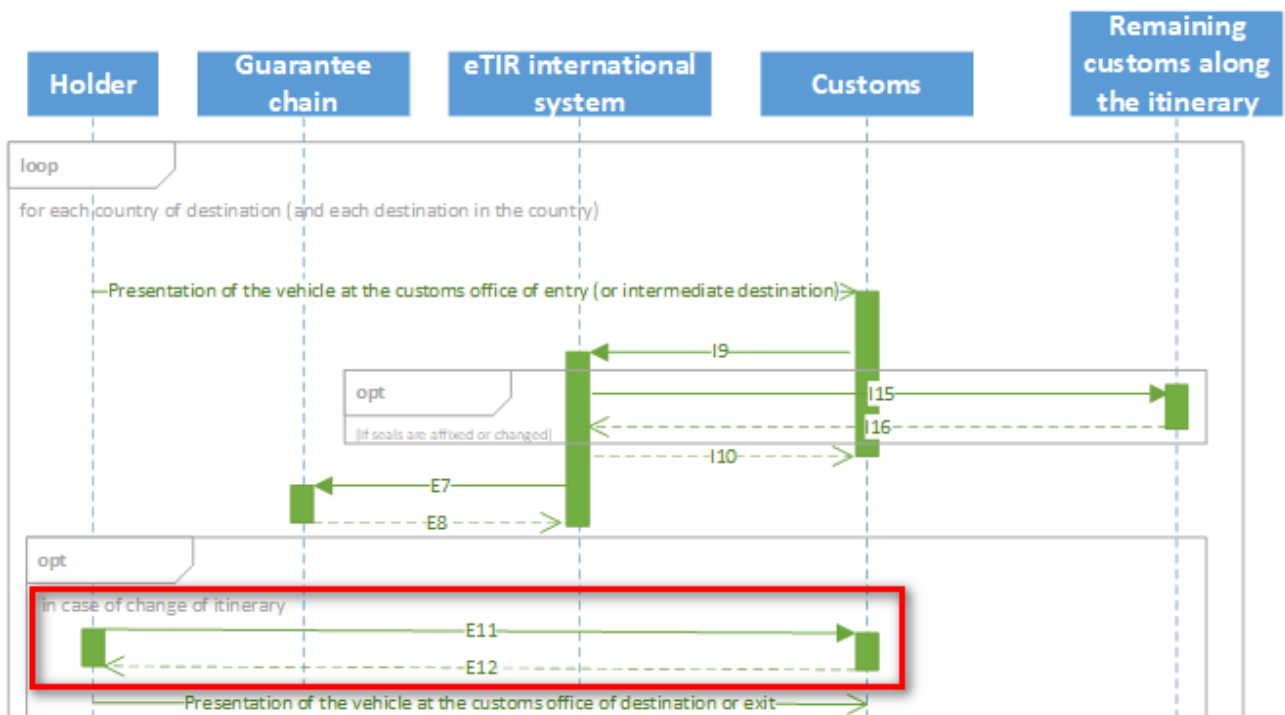 Remaining
customs along
the itinerary
Holder
Guarantee
chain
eTIR international
system
Customs
loop
for each country of destination (and each destination in the country)
Presentation of the vehicle at the customs office of entry (or intermediate destination)
I9
opt
I15
(if seals are affixed or changed)
I16
I10
E7
E8
opt
in case of change of itinerary
E11
E12
Presentation of the vehicle at the customs office of destination or exit